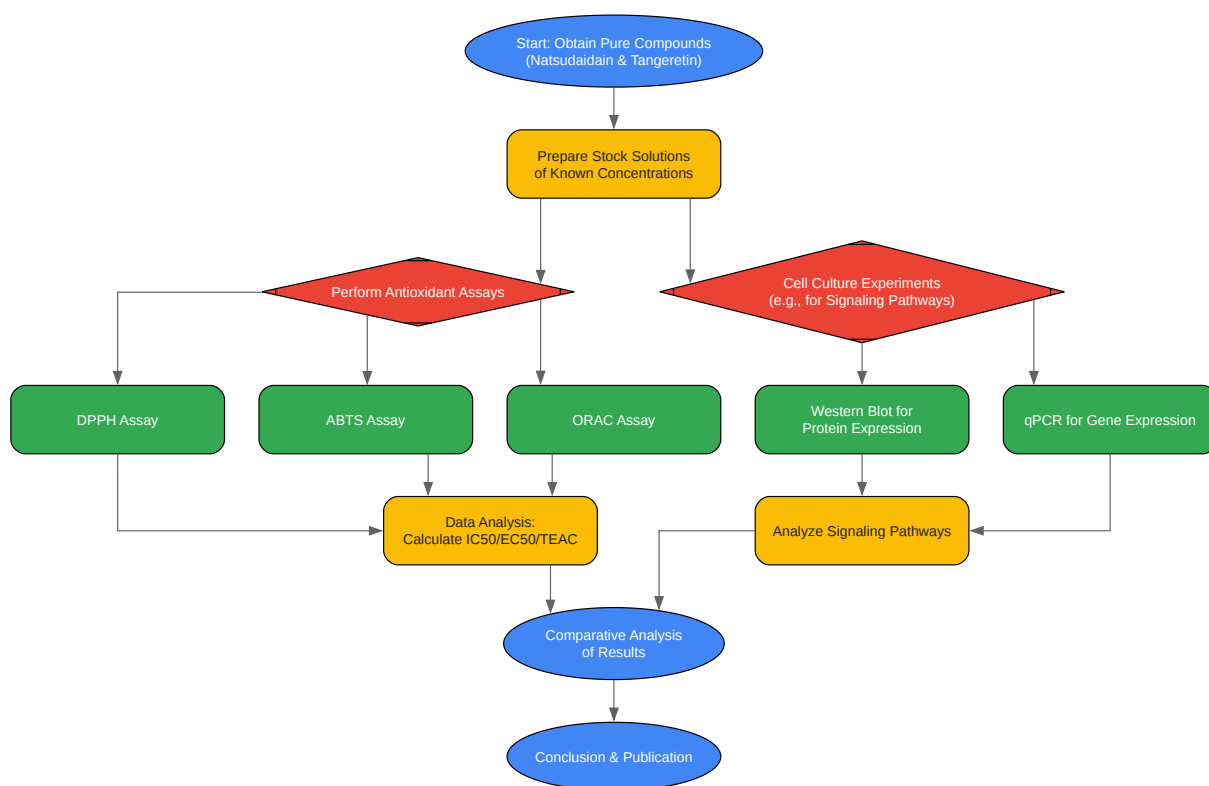 Start: Obtain Pure Compounds
(Natsudaidain & Tangeretin)
Prepare Stock Solutions
of Known Concentrations
Perform Antioxidant Assays
Cell Culture Experiments
(e.g., for Signaling Pathways)
DPPH Assay
ABTS Assay
ORAC Assay
Western Blot for
Protein Expression
qPCR for Gene Expression
Data Analysis:
Calculate IC50/EC50/TEAC
Analyze Signaling Pathways
Comparative Analysis
of Results
Conclusion & Publication